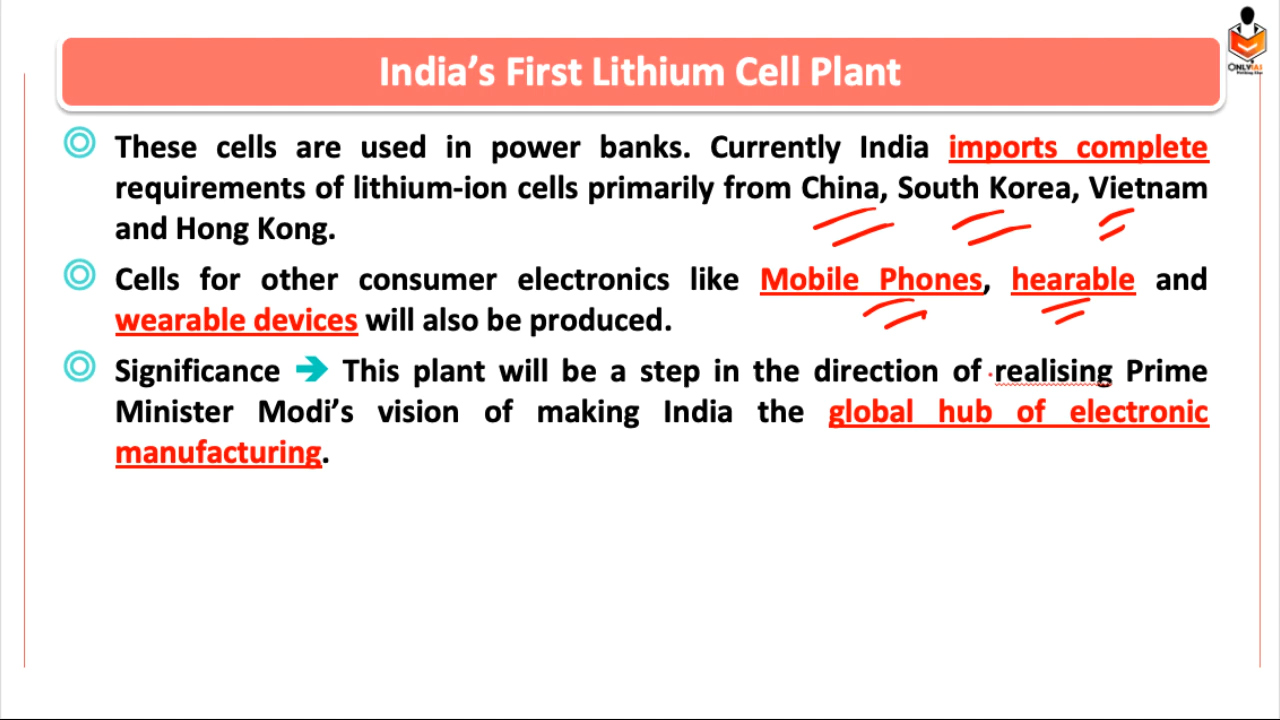 India’s First Lithium Cell Plant
ONLYIAS
These cells are used in power banks. Currently India imports complete
requirements of lithium-ion cells primarily from China, South Korea, Vietnam
and Hong Kong.
Cells for other consumer electronics like Mobile Phones, hearable and
wearable devices will also be produced.
Significance ➔ This plant will be a step in the direction of realising Prime
Minister Modi’s vision of making India the global hub of electronic
manufacturing.